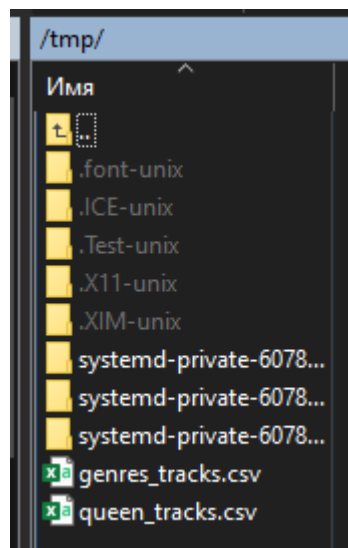 /tmp/
Имя
..
.font-unix
.ICE-unix
.Test-unix
.X11-unix
.XIM-unix
systemd-private-6078...
systemd-private-6078...
systemd-private-6078...
genres_tracks.csv
queen_tracks.csv